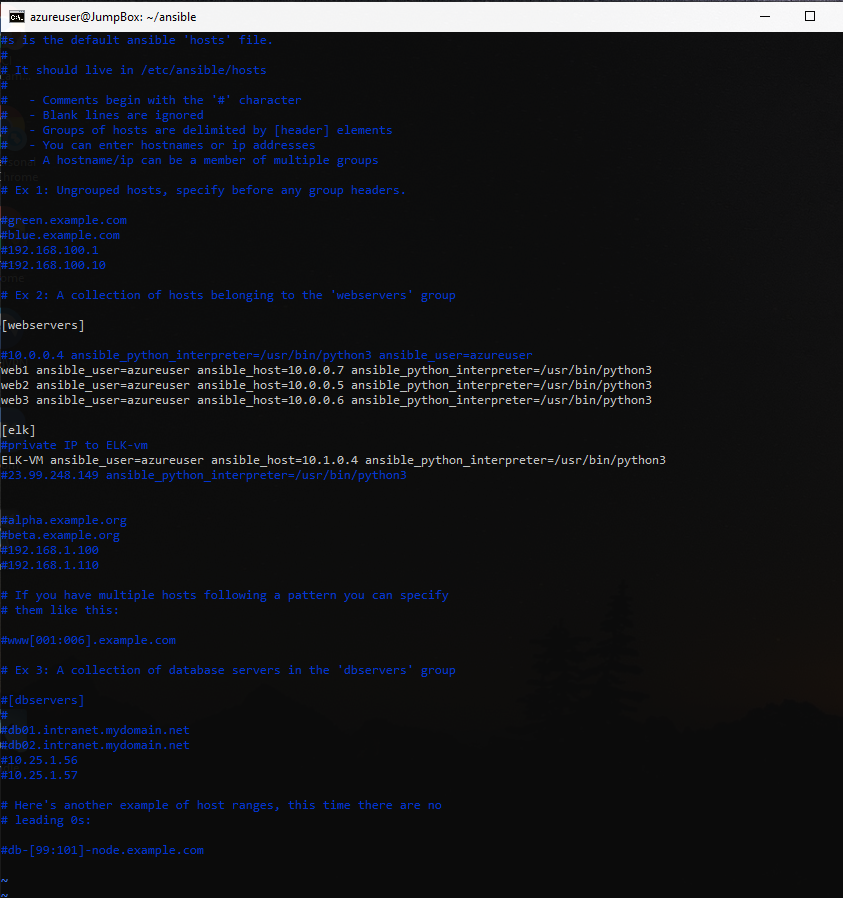 azureuser@JumpBox: ~/ansible
#s is the default ansible 'hosts' file.
#
# It should live in /etc/ansible/hosts
#
#   - Comments begin with the '#' character
#   - Blank lines are ignored
#   - Groups of hosts are delimited by [header] elements
#   - You can enter hostnames or ip addresses
#   - A hostname/ip can be a member of multiple groups

# Ex 1: Ungrouped hosts, specify before any group headers.

#green.example.com
#blue.example.com
#192.168.100.1
#192.168.100.10

# Ex 2: A collection of hosts belonging to the 'webservers' group

[webservers]

#10.0.0.4 ansible_python_interpreter=/usr/bin/python3 ansible_user=azureuser
web1 ansible_user=azureuser ansible_host=10.0.0.7 ansible_python_interpreter=/usr/bin/python3
web2 ansible_user=azureuser ansible_host=10.0.0.5 ansible_python_interpreter=/usr/bin/python3
web3 ansible_user=azureuser ansible_host=10.0.0.6 ansible_python_interpreter=/usr/bin/python3

[elk]
#private IP to ELK-vm
ELK-VM ansible_user=azureuser ansible_host=10.1.0.4 ansible_python_interpreter=/usr/bin/python3
#23.99.248.149 ansible_python_interpreter=/usr/bin/python3

#alpha.example.org
#beta.example.org
#192.168.1.100
#192.168.1.110

# If you have multiple hosts following a pattern you can specify
# them like this:

#www[001:006].example.com

# Ex 3: A collection of database servers in the 'dbservers' group

#[dbservers]
#
#db01.intranet.mydomain.net
#db02.intranet.mydomain.net
#10.25.1.56
#10.25.1.57

# Here's another example of host ranges, this time there are no
# leading 0s:

#db-[99:101]-node.example.com

~
~